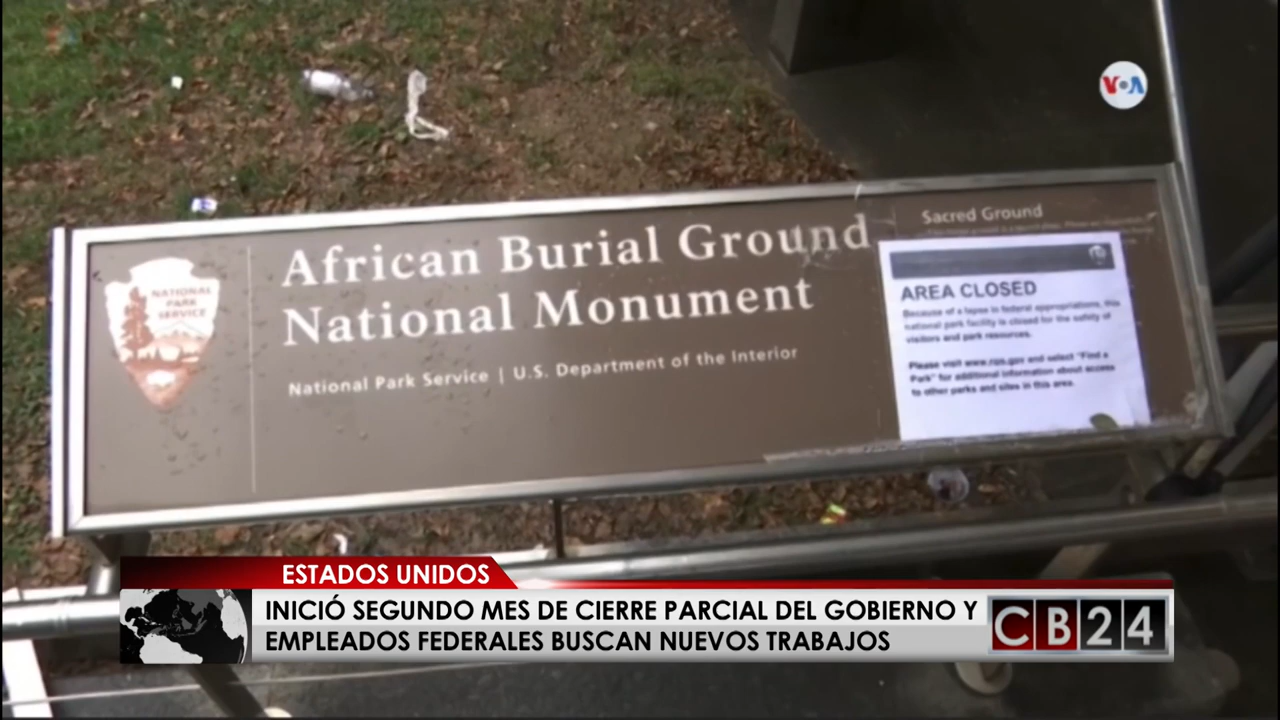 VOA
NATIONAL
PARK
SERVICE
African Burial Ground
National Monument
National Park Service | U.S. Department of the Interior
Sacred Ground
AREA CLOSED
Because of a lapse in federal appropriations, this
national park facility is closed for the safety of
visitors and park resources.
Please visit www.nps.gov and select "Find a
Park" for additional information about access
to other parks and sites in this area.
ESTADOS UNIDOS
INICIÓ SEGUNDO MES DE CIERRE PARCIAL DEL GOBIERNO Y
EMPLEADOS FEDERALES BUSCAN NUEVOS TRABAJOS
CB24